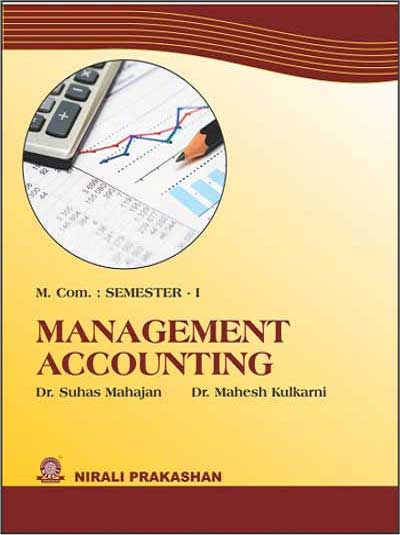 M. Com. : SEMESTER - I
MANAGEMENT
ACCOUNTING
Dr. Suhas Mahajan Dr. Mahesh Kulkarni
NIRALI PRAKASHAN